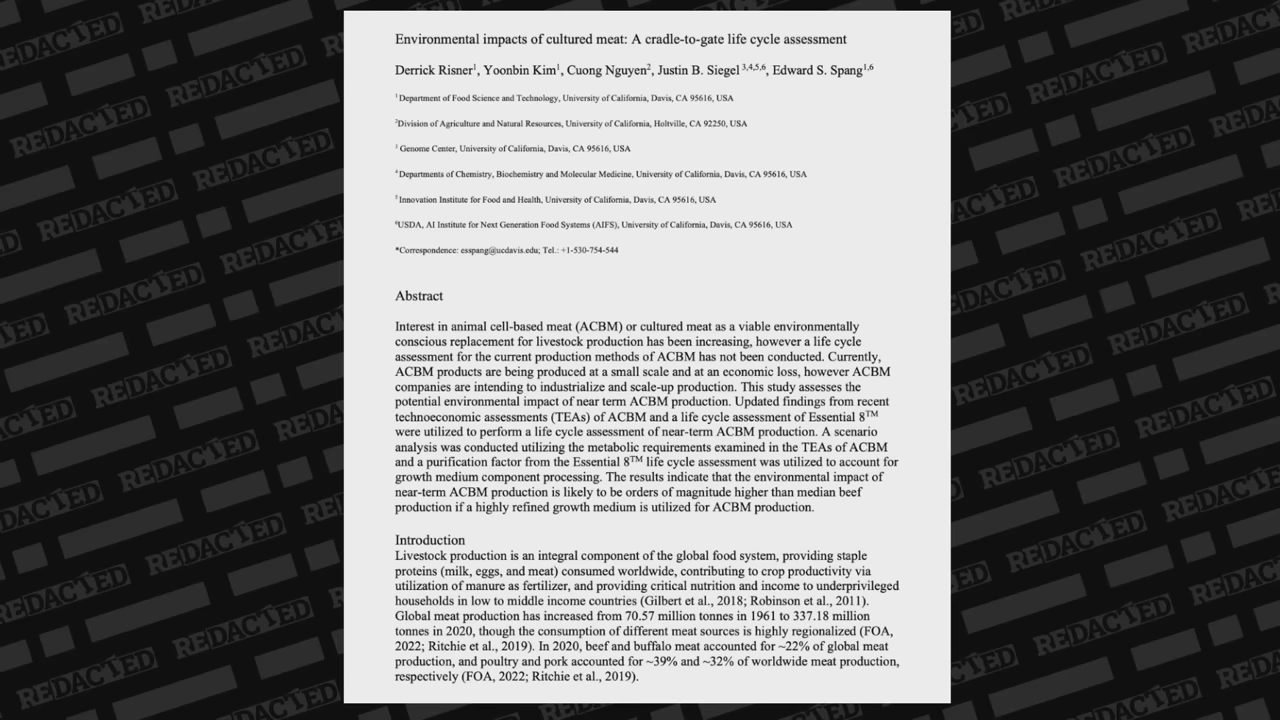 Environmental impacts of cultured meat: A cradle-to-gate life cycle assessment
Derrick Risner1, Yoonbin Kim1, Cuong Nguyen2, Justin B. Siegel 3,4,5,6, Edward S. Spang1,6
1 Department of Food Science and Technology, University of California, Davis, CA 95616, USA
2Division of Agriculture and Natural Resources, University of California, Holtville, CA 92250, USA
3 Genome Center, University of California, Davis, CA 95616, USA
4 Departments of Chemistry, Biochemistry and Molecular Medicine, University of California, Davis, CA 95616, USA
5 Innovation Institute for Food and Health, University of California, Davis, CA 95616, USA
6USDA, AI Institute for Next Generation Food Systems (AIFS), University of California, Davis, CA 95616, USA
*Correspondence: esspang@ucdavis.edu; Tel.: +1-530-754-544
Abstract
Interest in animal cell-based meat (ACBM) or cultured meat as a viable environmentally
conscious replacement for livestock production has been increasing, however a life cycle
assessment for the current production methods of ACBM has not been conducted. Currently,
ACBM products are being produced at a small scale and at an economic loss, however ACBM
companies are intending to industrialize and scale-up production. This study assesses the
potential environmental impact of near term ACBM production. Updated findings from recent
technoeconomic assessments (TEAs) of ACBM and a life cycle assessment of Essential 8TM
were utilized to perform a life cycle assessment of near-term ACBM production. A scenario
analysis was conducted utilizing the metabolic requirements examined in the TEAs of ACBM
and a purification factor from the Essential 8TM life cycle assessment was utilized to account for
growth medium component processing. The results indicate that the environmental impact of
near-term ACBM production is likely to be orders of magnitude higher than median beef
production if a highly refined growth medium is utilized for ACBM production.
Introduction
Livestock production is an integral component of the global food system, providing staple
proteins (milk, eggs, and meat) consumed worldwide, contributing to crop productivity via
utilization of manure as fertilizer, and providing critical nutrition and income to underprivileged
households in low to middle income countries (Gilbert et al., 2018; Robinson et al., 2011).
Global meat production has increased from 70.57 million tonnes in 1961 to 337.18 million
tonnes in 2020, though the consumption of different meat sources is highly regionalized (FOA,
2022; Ritchie et al., 2019). In 2020, beef and buffalo meat accounted for ~22% of global meat
production, and poultry and pork accounted for ~39% and ~32% of worldwide meat production,
respectively (FOA, 2022; Ritchie et al., 2019).
REDACTED